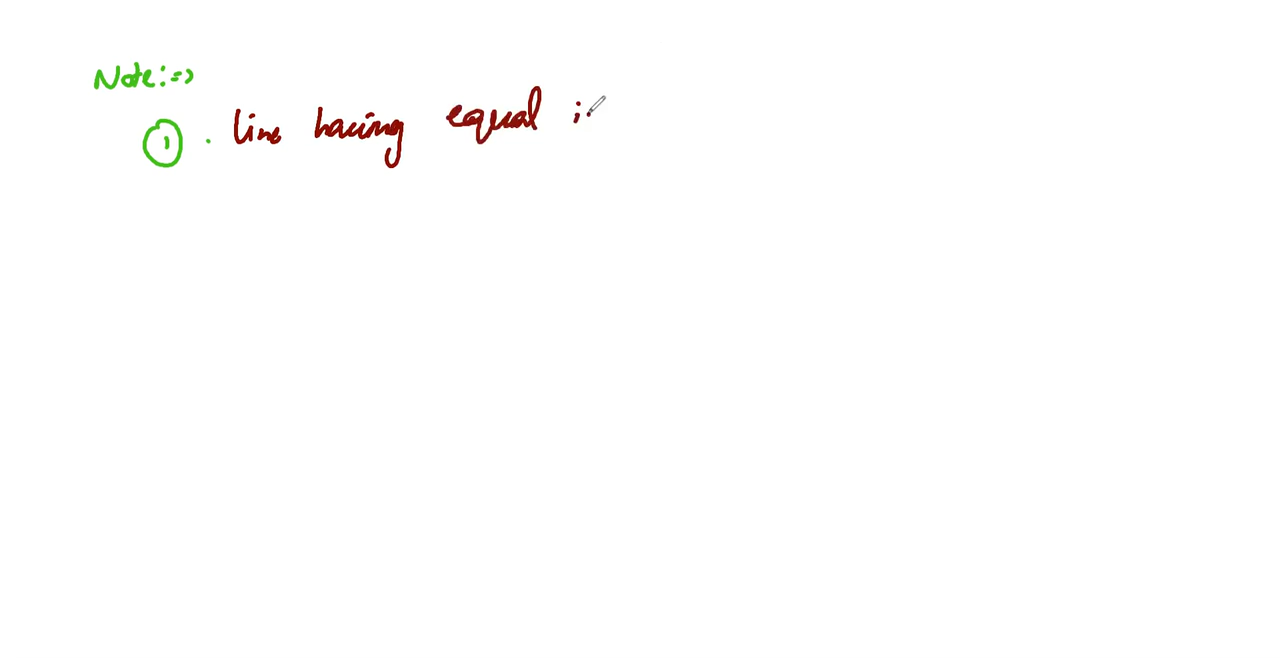 Note:⇒
① . line having equal i